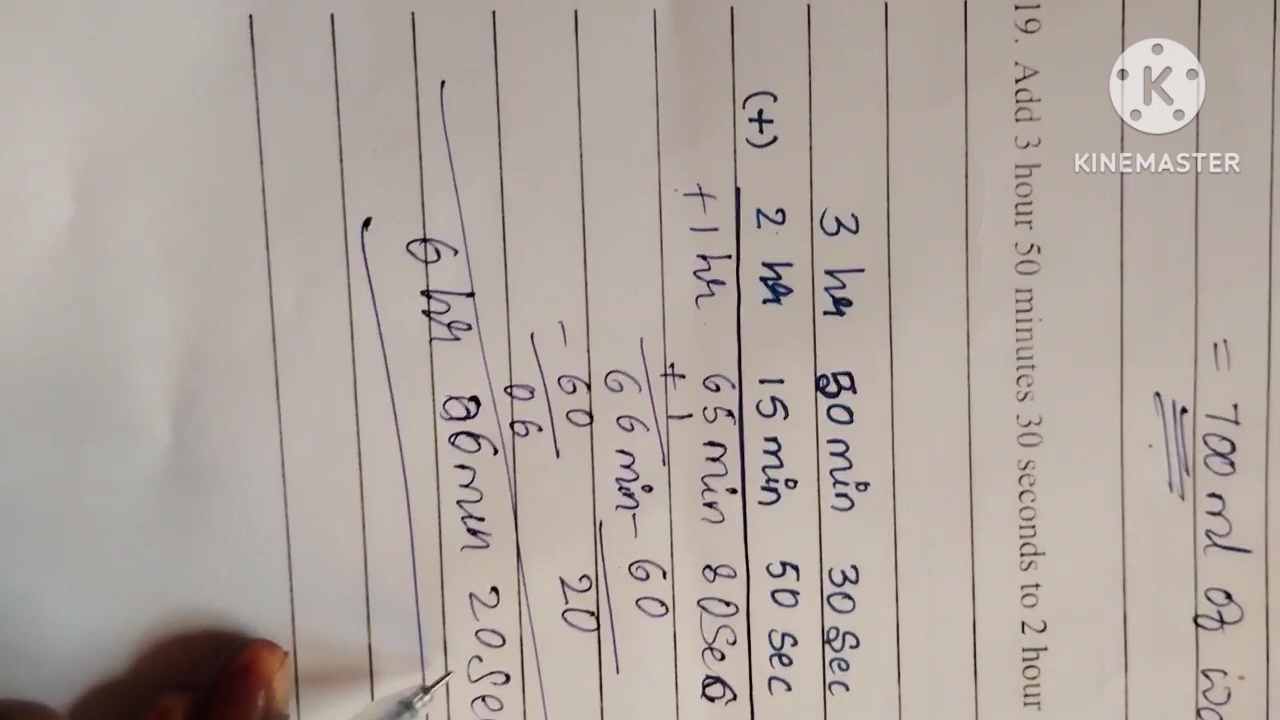 = 700 ml of
19. Add 3 hour 50 minutes 30 seconds to 2 hour
3 hr 50 min 30 Sec
(+) 2 hr 15 min 50 Sec
+1 hr 65 min 80 Sec
+ 1
66 min - 60
- 60 20
06
6 hr 06 min 20 Se
K
KINEMASTER